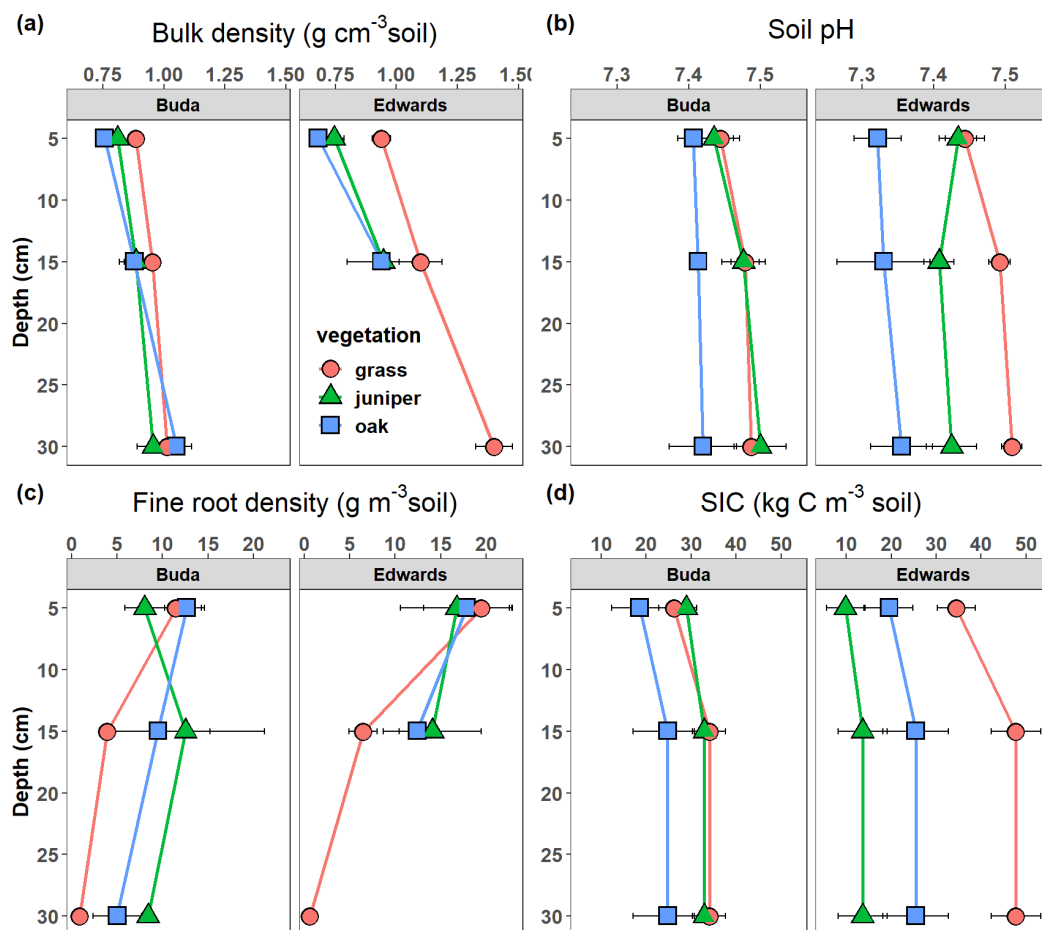 (a) Bulk density (g cm⁻³soil)
0.75 1.00 1.25 1.50 0.75 1.00 1.25 1.50
Buda Edwards
5
10
15
20
25
30
Depth (cm)
vegetation
grass
juniper
oak
(b) Soil pH
7.3 7.4 7.5 7.3 7.4 7.5
Buda Edwards
(c) Fine root density (g m⁻³soil)
0 5 10 15 20 0 5 10 15 20
Buda Edwards
5
10
15
20
25
30
Depth (cm)
(d) SIC (kg C m⁻³ soil)
10 20 30 40 50 10 20 30 40 50
Buda Edwards